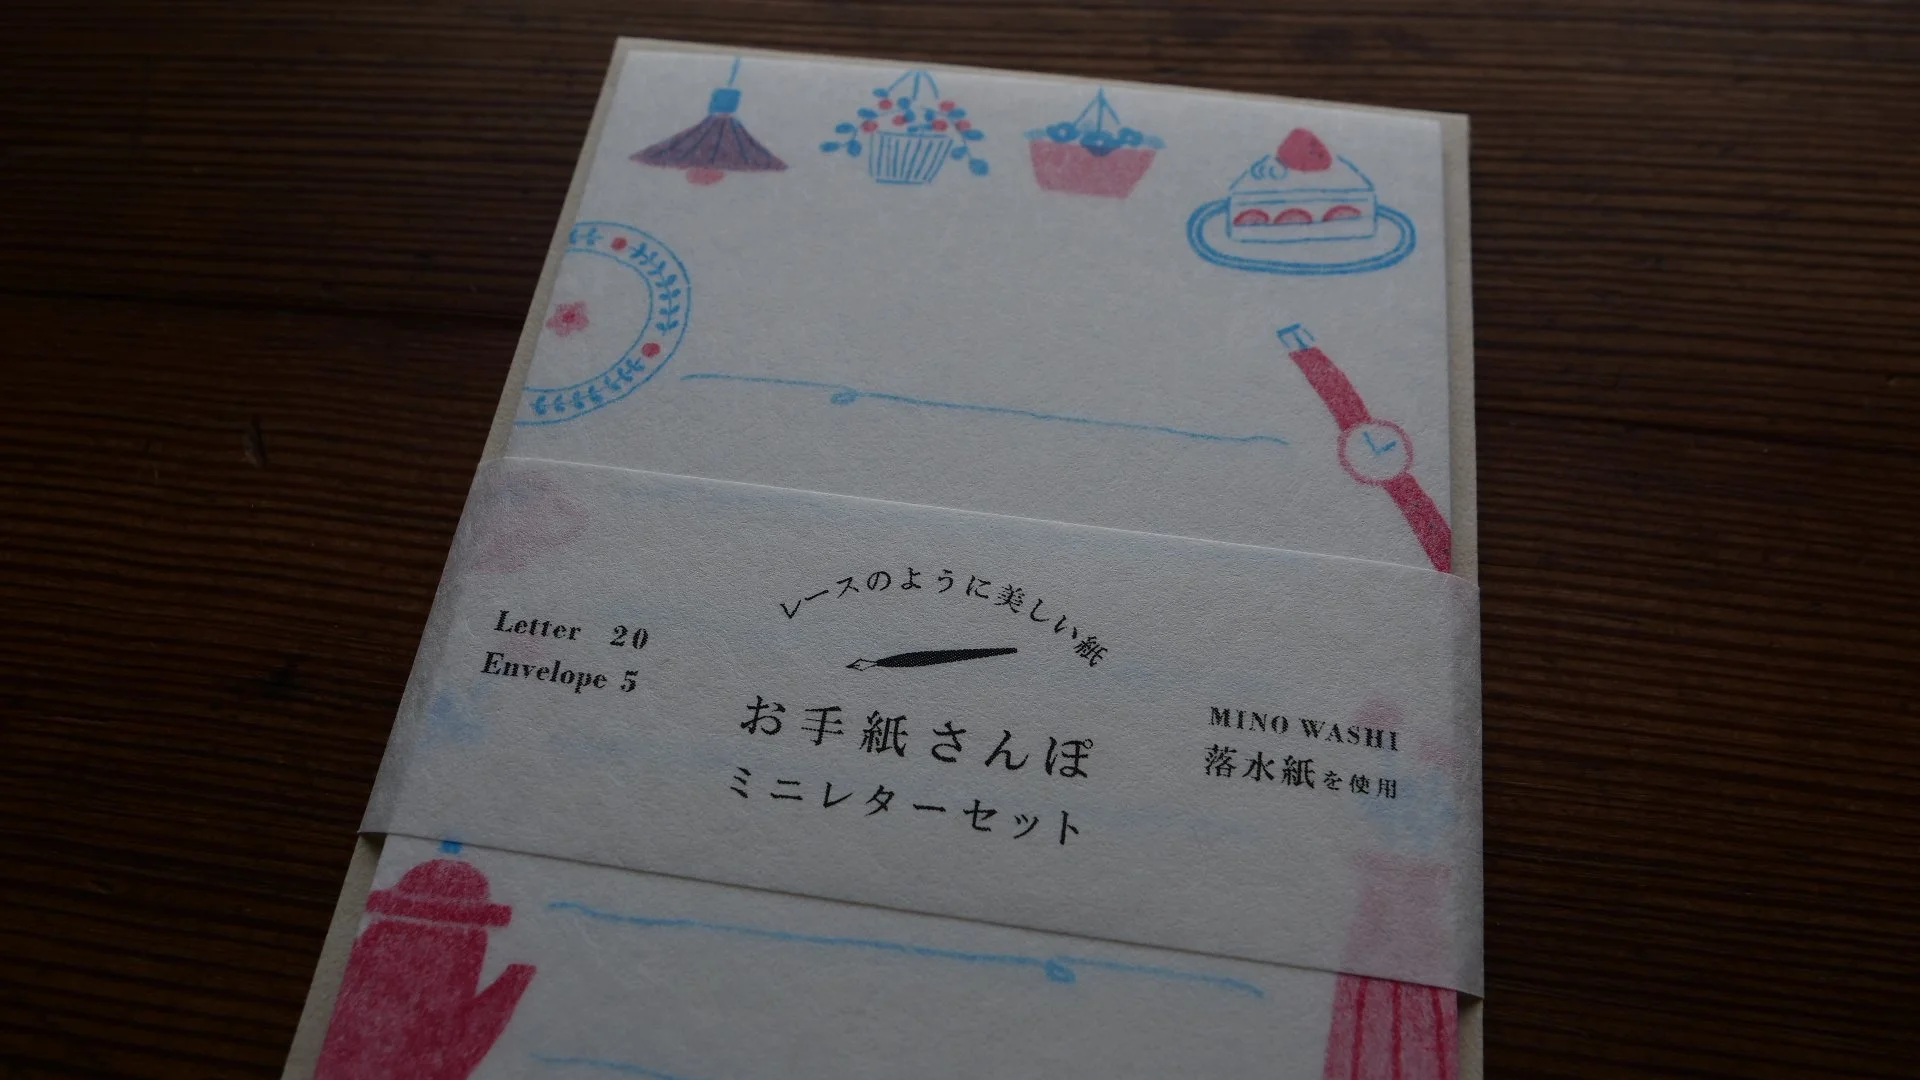 レースのように美しい紙
Letter 20
Envelope 5
お手紙さんぽ
ミニレターセット
MINO WASHI
落水紙を使用